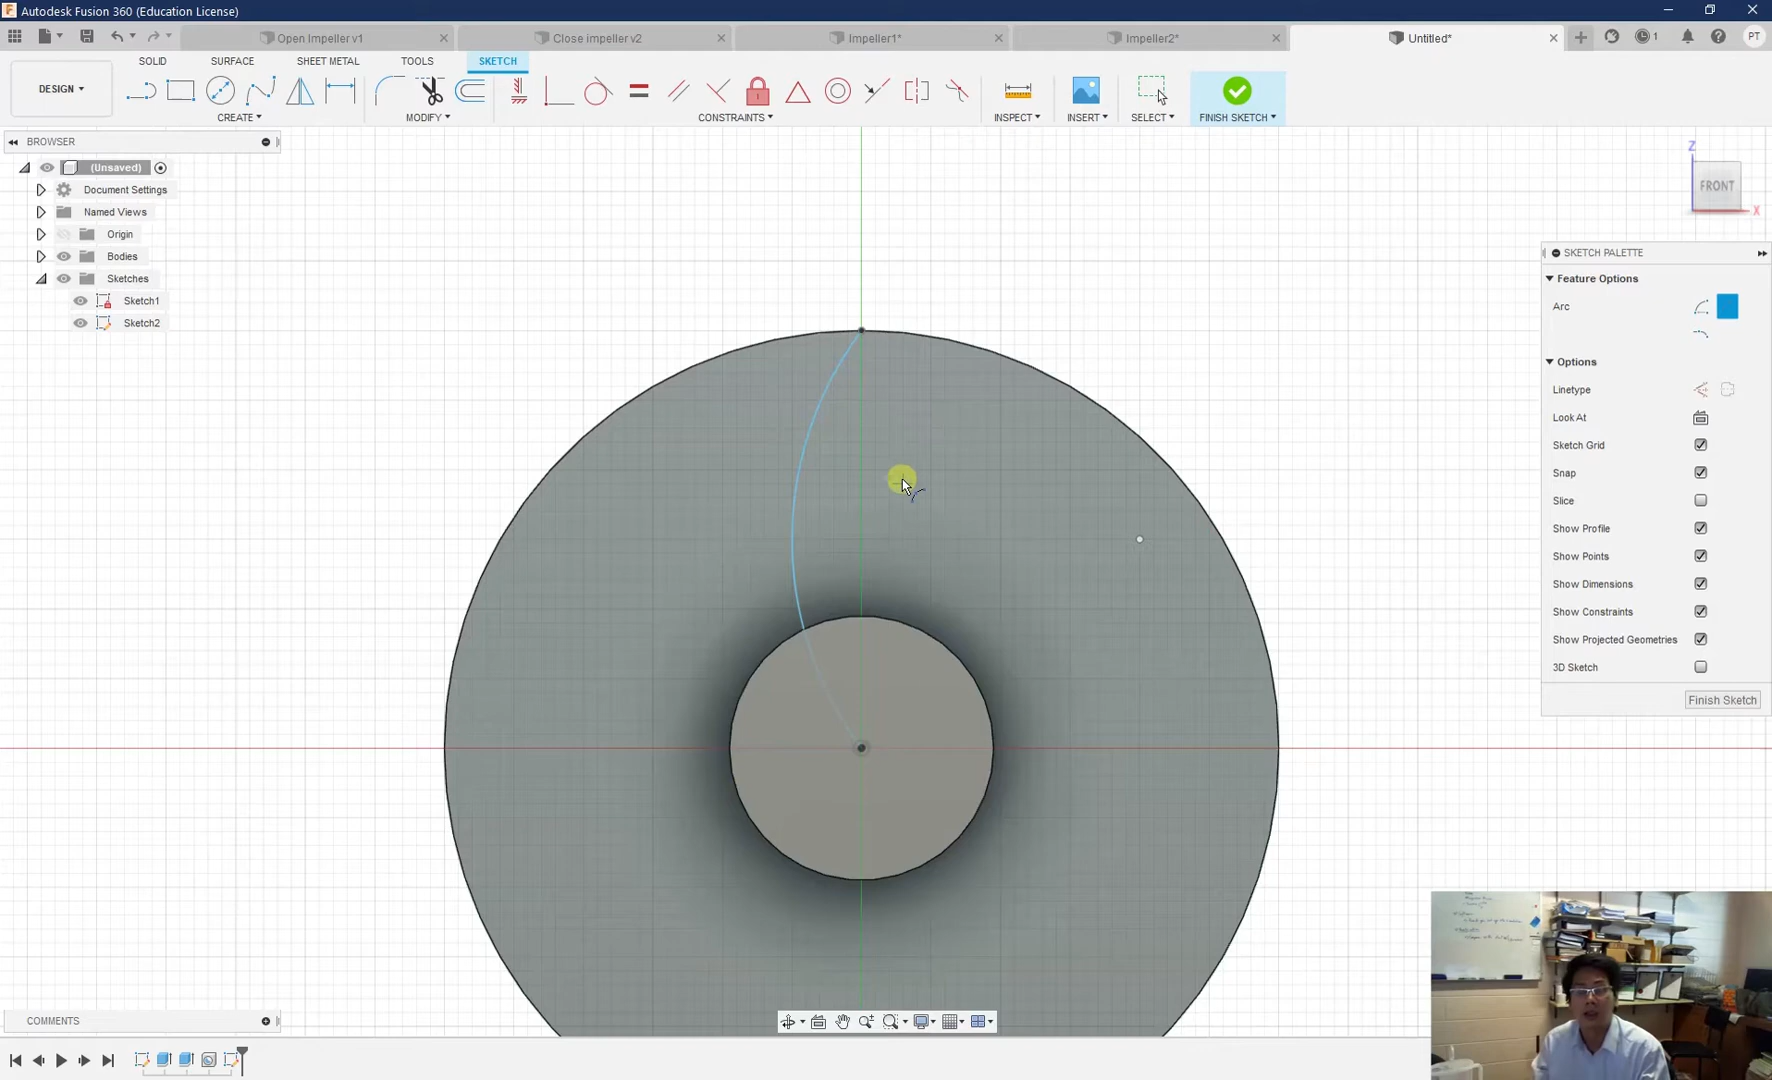 Autodesk Fusion 360 (Education License)
Open Impeller v1
Close impeller v2
Impeller1*
Impeller2*
Untitled*
1
PT
DESIGN
SOLID
SURFACE
SHEET METAL
TOOLS
SKETCH
CREATE
MODIFY
CONSTRAINTS
INSPECT
INSERT
SELECT
FINISH SKETCH
BROWSER
(Unsaved)
Document Settings
Named Views
Origin
Bodies
Sketches
Sketch1
Sketch2
Z
FRONT
X
SKETCH PALETTE
Feature Options
Arc
Options
Linetype
Look At
Sketch Grid
Snap
Slice
Show Profile
Show Points
Show Dimensions
Show Constraints
Show Projected Geometries
3D Sketch
Finish Sketch
COMMENTS